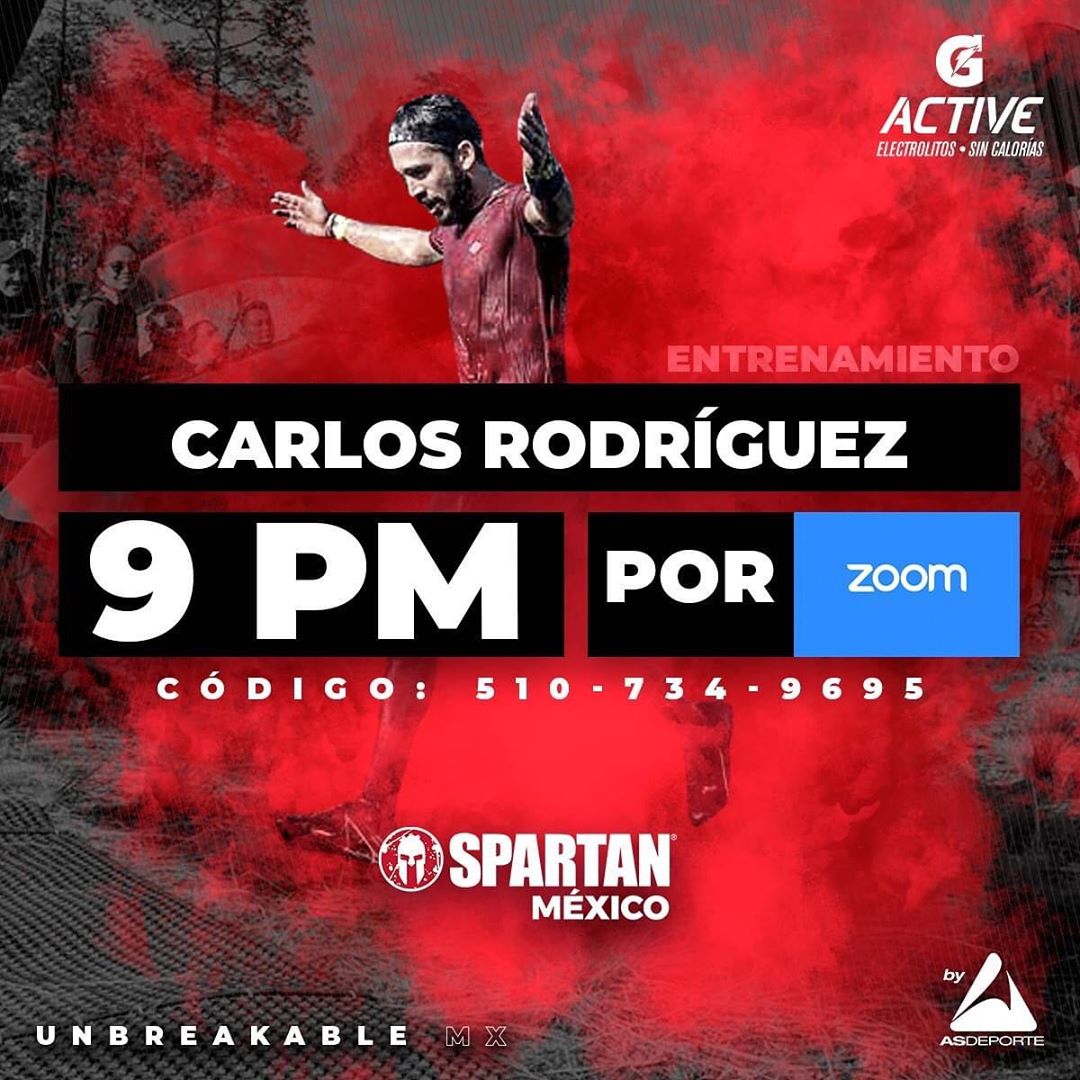 G
ACTIVE
ELECTROLITOS • SIN CALORÍAS
ENTRENAMIENTO
CARLOS RODRÍGUEZ
9 PM
POR zoom
CÓDIGO: 510-734-9695
SPARTAN®
MÉXICO
by
ASDEPORTE
UNBREAKABLE MX